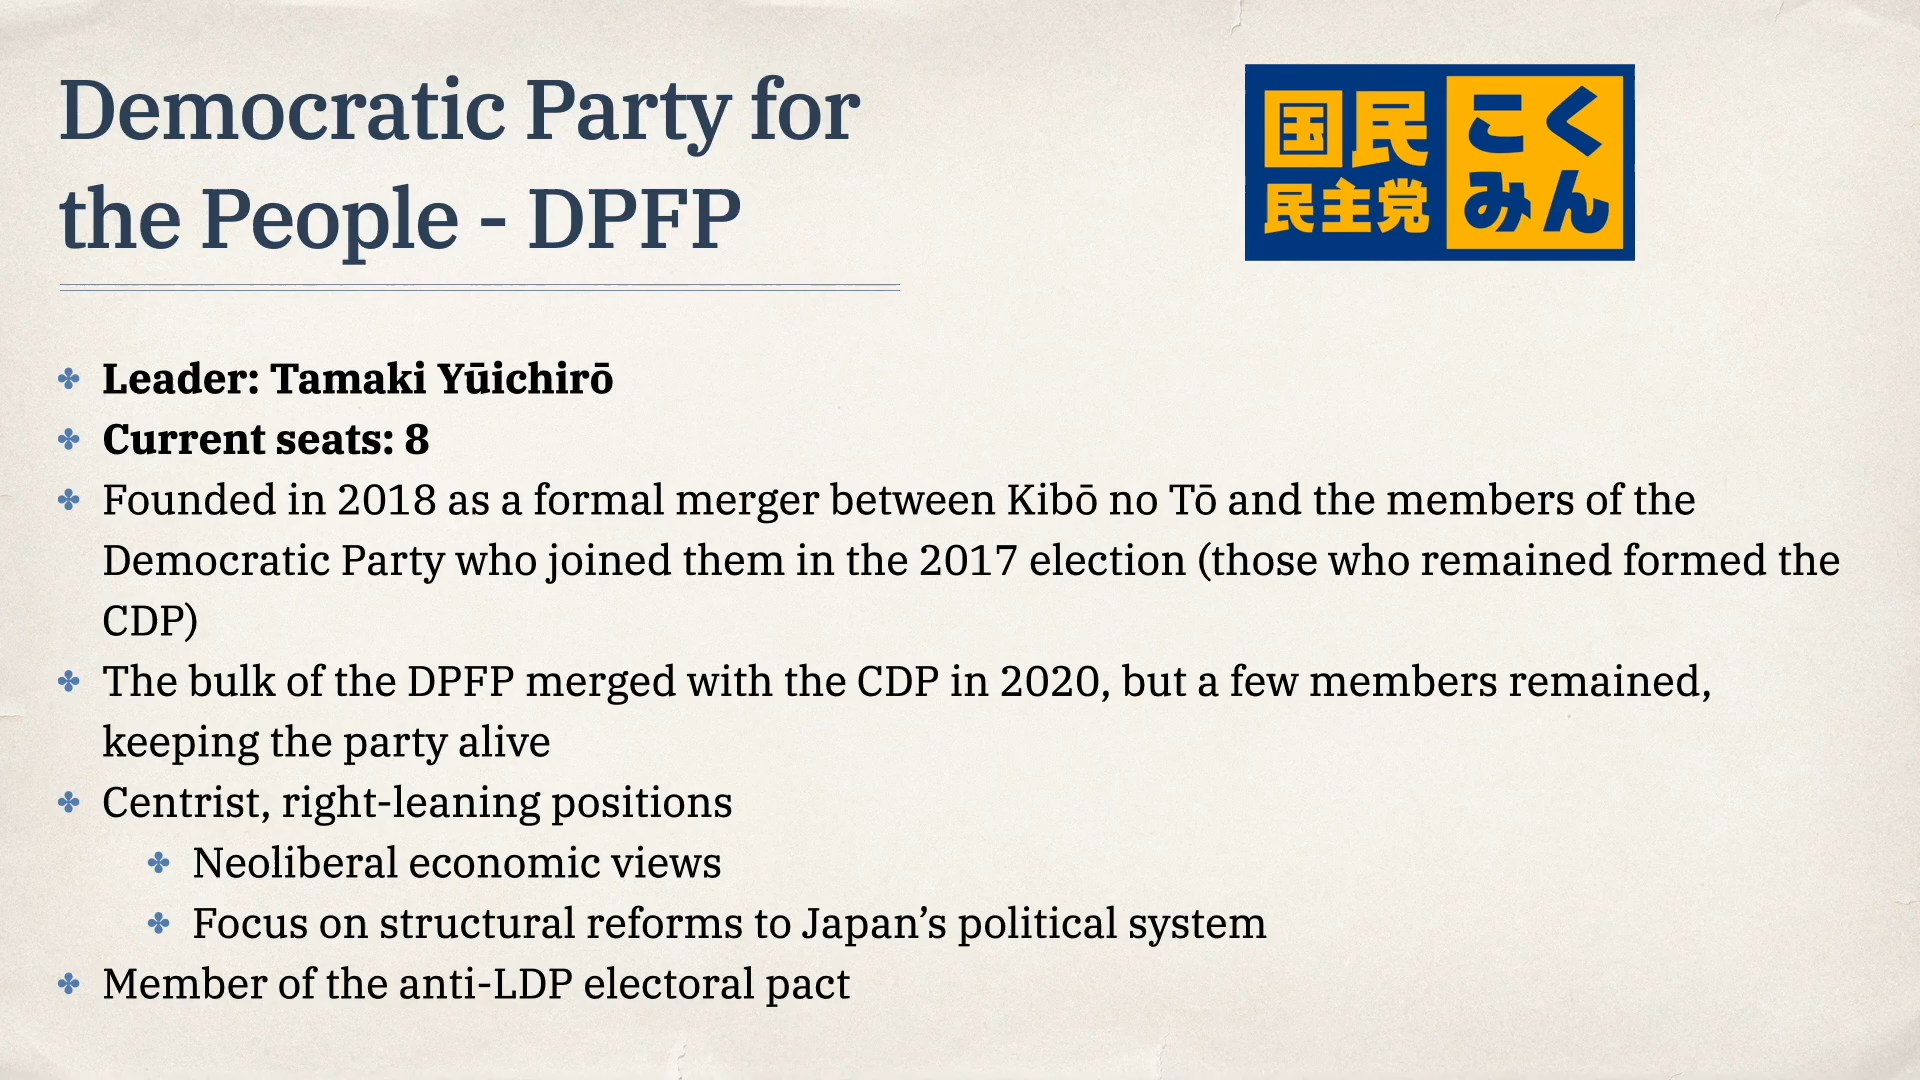 Democratic Party for
the People - DPFP
国民
民主党
こく
みん
Leader: Tamaki Yūichirō
Current seats: 8
Founded in 2018 as a formal merger between Kibō no Tō and the members of the
Democratic Party who joined them in the 2017 election (those who remained formed the
CDP)
The bulk of the DPFP merged with the CDP in 2020, but a few members remained,
keeping the party alive
Centrist, right-leaning positions
Neoliberal economic views
Focus on structural reforms to Japan’s political system
Member of the anti-LDP electoral pact